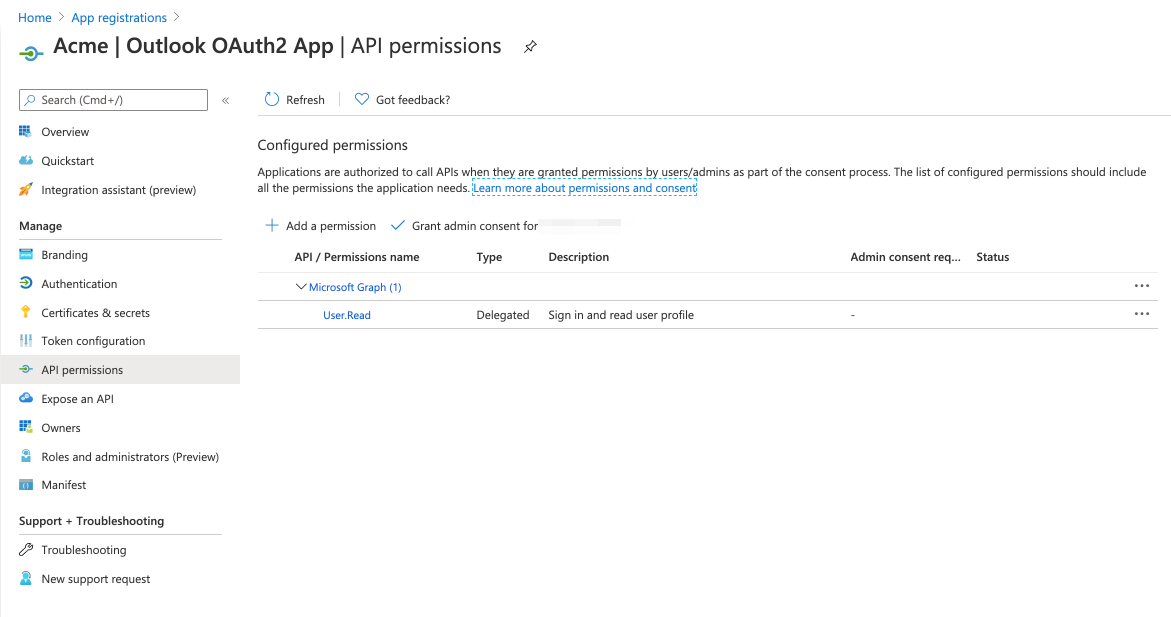 Home > App registrations >
Acme | Outlook OAuth2 App | API permissions
Search (Cmd+/)
«
Overview
Quickstart
Integration assistant (preview)
Manage
Branding
Authentication
Certificates & secrets
Token configuration
API permissions
Expose an API
Owners
Roles and administrators (Preview)
Manifest
Support + Troubleshooting
Troubleshooting
New support request
Refresh | Got feedback?
Configured permissions
Applications are authorized to call APIs when they are granted permissions by users/admins as part of the consent process. The list of configured permissions should include
all the permissions the application needs. Learn more about permissions and consent
Add a permission Grant admin consent for
API / Permissions name Type Description Admin consent req... Status
Microsoft Graph (1) ...
User.Read Delegated Sign in and read user profile - ...